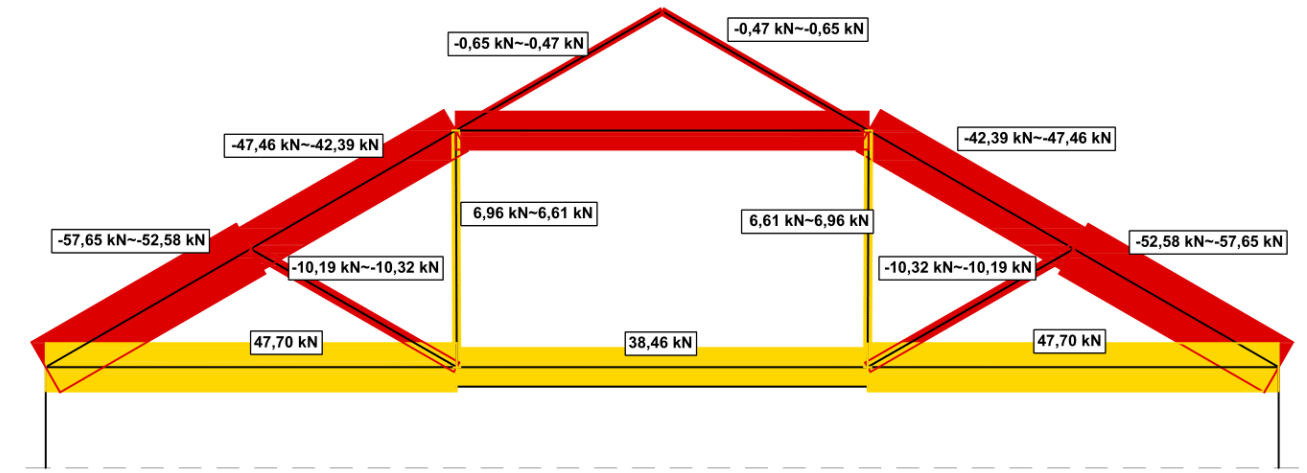 -0,65 kN~-0,47 kN
-0,47 kN~-0,65 kN
-47,46 kN~-42,39 kN
-42,39 kN~-47,46 kN
6,96 kN~6,61 kN
6,61 kN~6,96 kN
-57,65 kN~-52,58 kN
-52,58 kN~-57,65 kN
-10,19 kN~-10,32 kN
-10,32 kN~-10,19 kN
47,70 kN
38,46 kN
47,70 kN